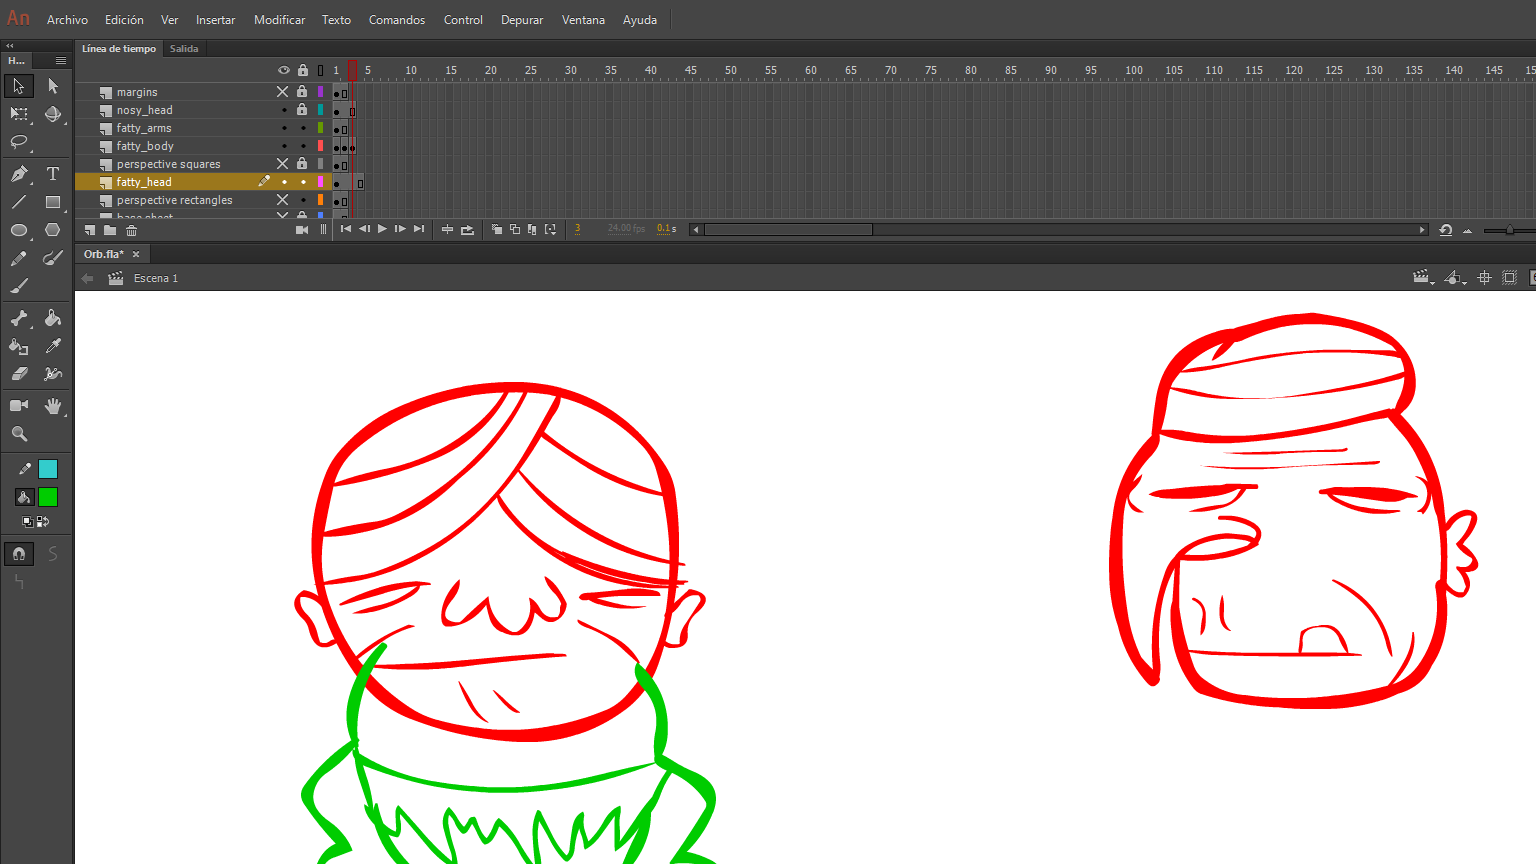 An Archivo Edición Ver Insertar Modificar Texto Comandos Control Depurar Ventana Ayuda
H... Línea de tiempo Salida
1 5 10 15 20 25 30 35 40 45 50 55 60 65 70 75 80 85 90 95 100 105 110 115 120 125 130 135 140 145 15
margins
nosy_head
fatty_arms
fatty_body
perspective squares
fatty_head
perspective rectangles
base sheet
3 24.00 fps 0.1 s
Orb.fla* ×
Escena 1
T